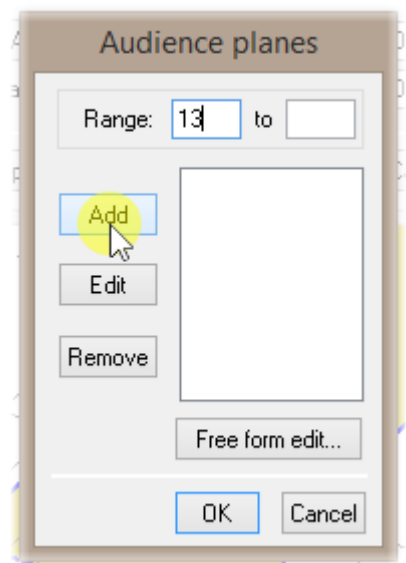 Audience planes
Range: 13 to
Add
Edit
Remove
Free form edit...
OK Cancel